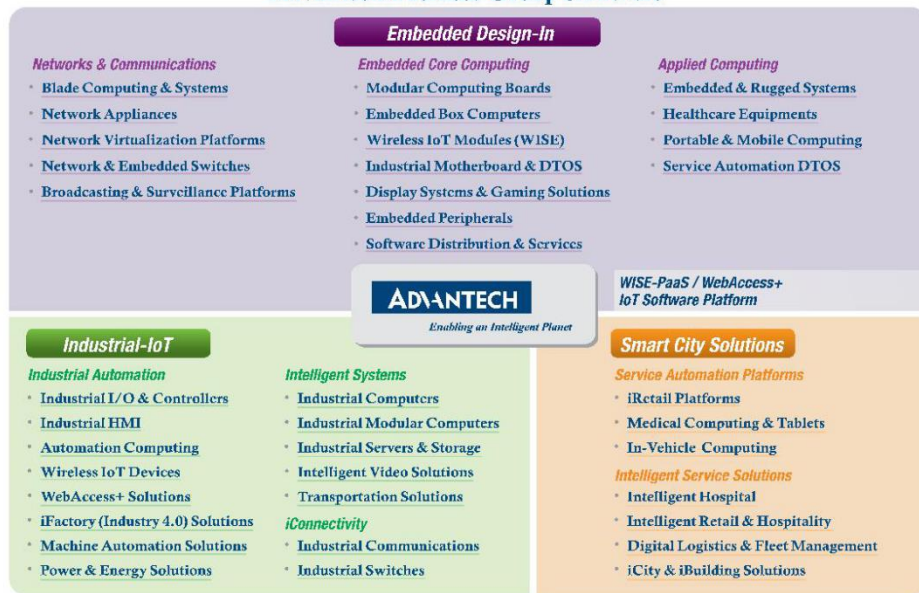 Embedded Design-In
Networks & Communications
Blade Computing & Systems
Network Appliances
Network Virtualization Platforms
Network & Embedded Switches
Broadcasting & Surveillance Platforms
Embedded Core Computing
Modular Computing Boards
Embedded Box Computers
Wireless IoT Modules (WISE)
Industrial Motherboard & DTOS
Display Systems & Gaming Solutions
Embedded Peripherals
Software Distribution & Services
Applied Computing
Embedded & Rugged Systems
Healthcare Equipments
Portable & Mobile Computing
Service Automation DTOS
ADVANTECH
Enabling an Intelligent Planet
WISE-PaaS / WebAccess+
IoT Software Platform
Industrial-IoT
Industrial Automation
Industrial I/O & Controllers
Industrial HMI
Automation Computing
Wireless IoT Devices
WebAccess+ Solutions
iFactory (Industry 4.0) Solutions
Machine Automation Solutions
Power & Energy Solutions
Intelligent Systems
Industrial Computers
Industrial Modular Computers
Industrial Servers & Storage
Intelligent Video Solutions
Transportation Solutions
iConnectivity
Industrial Communications
Industrial Switches
Smart City Solutions
Service Automation Platforms
iRetail Platforms
Medical Computing & Tablets
In-Vehicle Computing
Intelligent Service Solutions
Intelligent Hospital
Intelligent Retail & Hospitality
Digital Logistics & Fleet Management
iCity & iBuilding Solutions